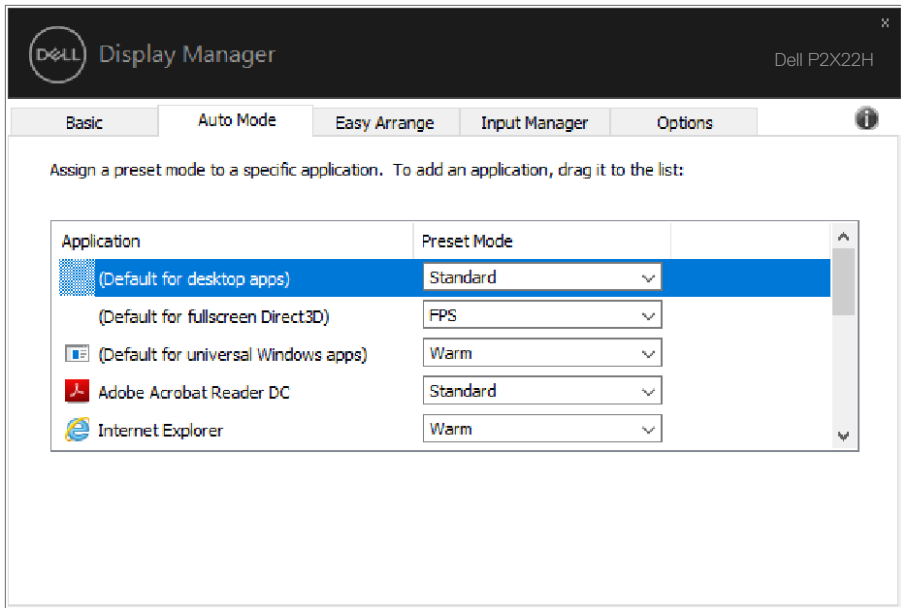 x
DELL Display Manager
Dell P2X22H
Basic Auto Mode Easy Arrange Input Manager Options
Assign a preset mode to a specific application. To add an application, drag it to the list:
Application Preset Mode
(Default for desktop apps) Standard
(Default for fullscreen Direct3D) FPS
(Default for universal Windows apps) Warm
Adobe Acrobat Reader DC Standard
Internet Explorer Warm